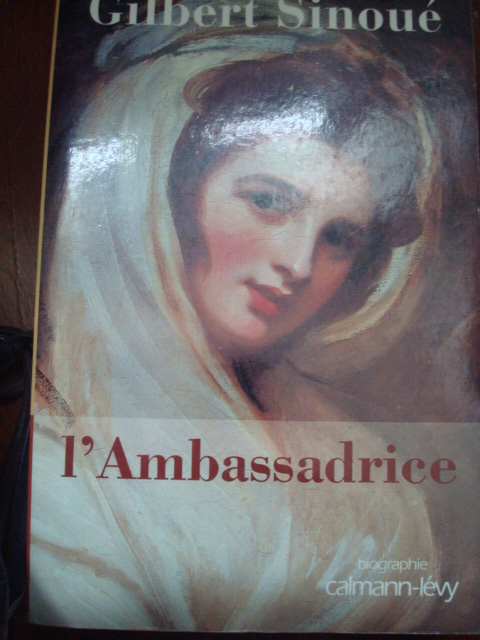 Gilbert Sinoué
l'Ambassadrice
biographie
calmann-lévy